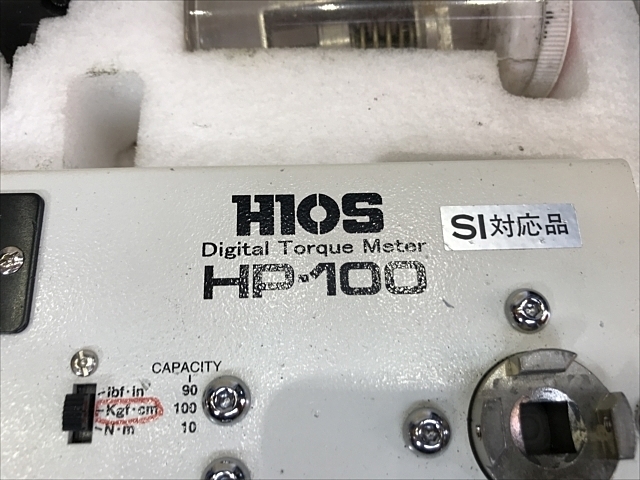 HIOS
Digital Torque Meter
HP-100
SI対応品
CAPACITY
lbf·in 90
Kgf·cm 100
N·m 10